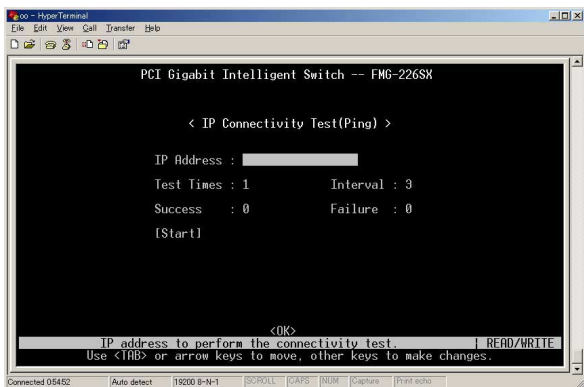 oo - HyperTerminal
File Edit View Call Transfer Help
PCI Gigabit Intelligent Switch -- FMG-226SX
< IP Connectivity Test(Ping) >
IP Address :
Test Times : 1 Interval : 3
Success : 0 Failure : 0
[Start]
<OK>
IP address to perform the connectivity test. | READ/WRITE
Use <TAB> or arrow keys to move, other keys to make changes.
Connected 0:54:52 Auto detect 19200 8-N-1 SCROLL CAPS NUM Capture Print echo